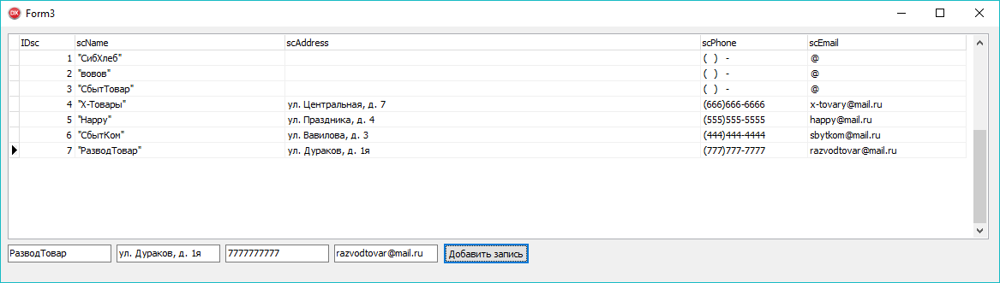 DX Form3
IDsc scName scAddress scPhone scEmail
1 "СибХлеб" ( ) - @
2 "вовов" ( ) - @
3 "СбытТовар" ( ) - @
4 "Х-Товары" ул. Центральная, д. 7 (666)666-6666 x-tovary@mail.ru
5 "Happy" ул. Праздника, д. 4 (555)555-5555 happy@mail.ru
6 "СбытКом" ул. Вавилова, д. 3 (444)444-4444 sbytkom@mail.ru
7 "РазводТовар" ул. Дураков, д. 1я (777)777-7777 razvodtovar@mail.ru
РазводТовар ул. Дураков, д. 1я 7777777777 razvodtovar@mail.ru Добавить запись